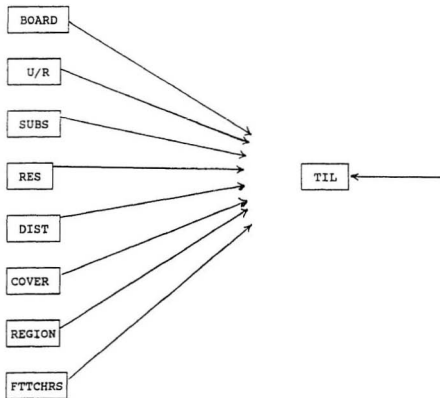 BOARD
U/R
SUBS
RES
TIL
DIST
COVER
REGION
FTTCHRS